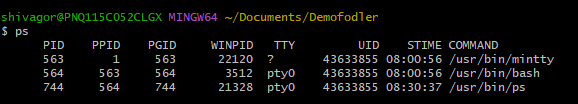 shivagor@PNQ115C052CLGX MINGW64 ~/Documents/Demofodler
$ ps
      PID    PPID    PGID     WINPID   TTY         UID    STIME COMMAND
      563       1     563      22120  ?       43633855 08:00:56 /usr/bin/mintty
      564     563     564       3512  pty0    43633855 08:00:56 /usr/bin/bash
      744     564     744      21328  pty0    43633855 08:30:37 /usr/bin/ps